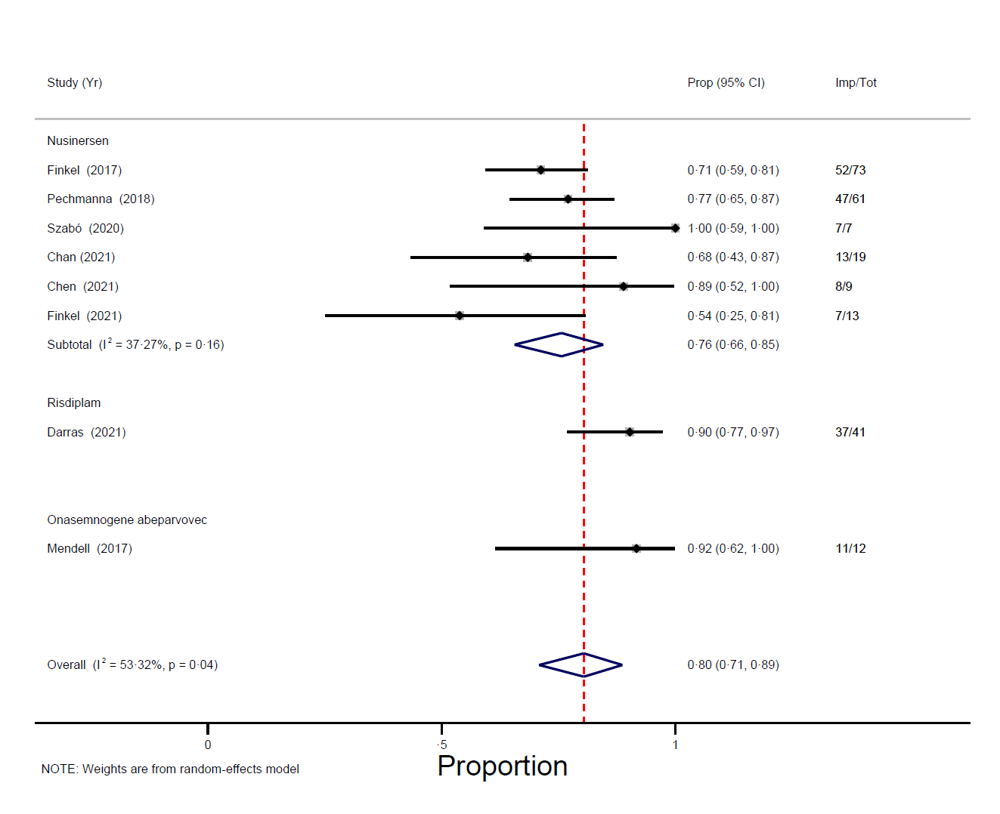 Study (Yr) Prop (95% CI) Imp/Tot
Nusinersen
Finkel (2017) 0·71 (0·59, 0·81) 52/73
Pechmanna (2018) 0·77 (0·65, 0·87) 47/61
Szabó (2020) 1·00 (0·59, 1·00) 7/7
Chan (2021) 0·68 (0·43, 0·87) 13/19
Chen (2021) 0·89 (0·52, 1·00) 8/9
Finkel (2021) 0·54 (0·25, 0·81) 7/13
Subtotal (I² = 37·27%, p = 0·16) 0·76 (0·66, 0·85)
Risdiplam
Darras (2021) 0·90 (0·77, 0·97) 37/41
Onasemnogene abeparvovec
Mendell (2017) 0·92 (0·62, 1·00) 11/12
Overall (I² = 53·32%, p = 0·04) 0·80 (0·71, 0·89)
0 ·5 1
Proportion
NOTE: Weights are from random-effects model